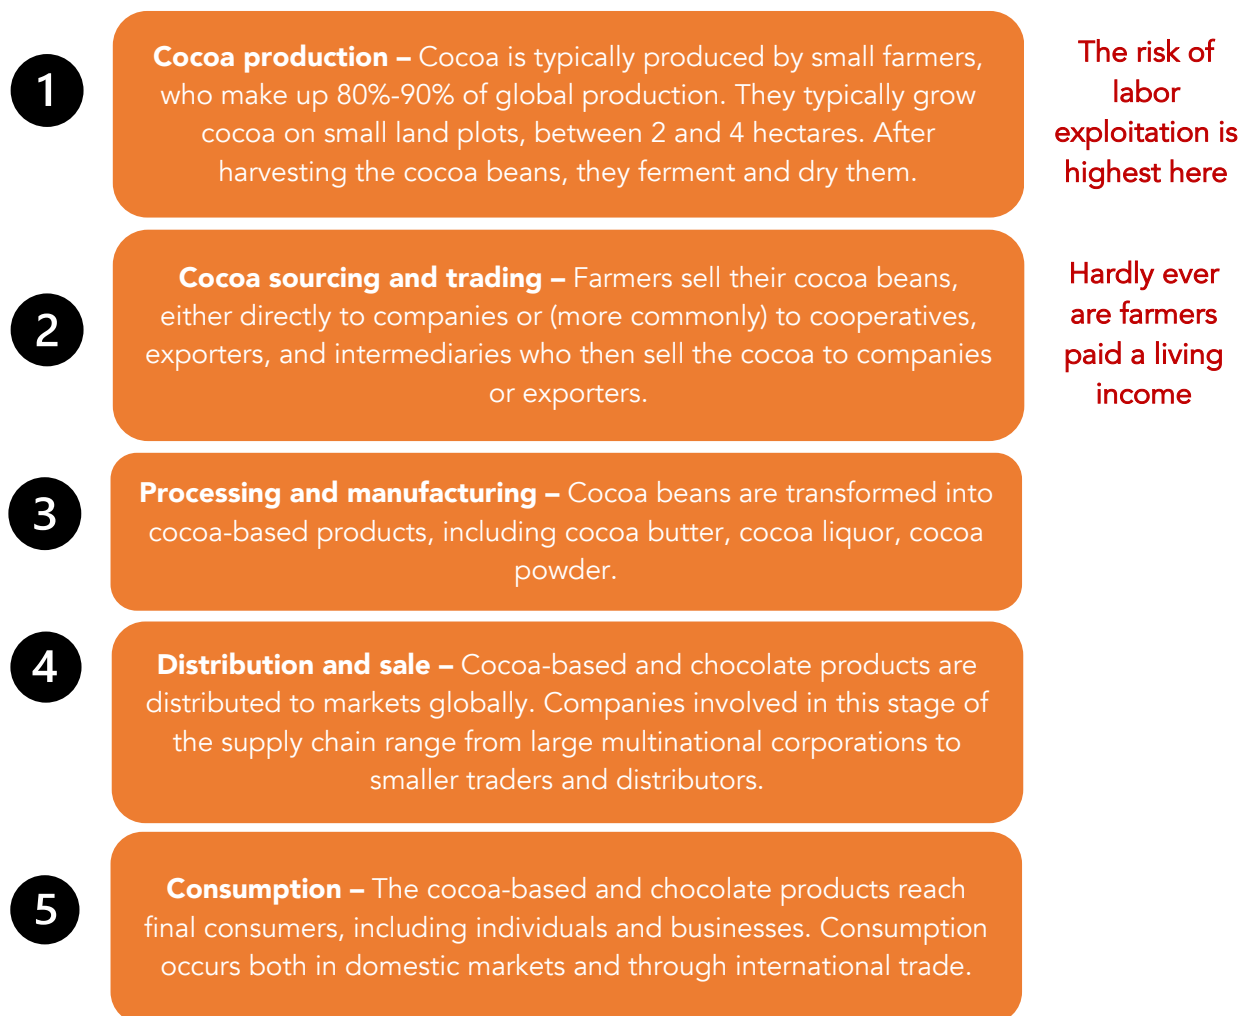 1
Cocoa production – Cocoa is typically produced by small farmers,
who make up 80%-90% of global production. They typically grow
cocoa on small land plots, between 2 and 4 hectares. After
harvesting the cocoa beans, they ferment and dry them.
The risk of
labor
exploitation is
highest here
2
Cocoa sourcing and trading – Farmers sell their cocoa beans,
either directly to companies or (more commonly) to cooperatives,
exporters, and intermediaries who then sell the cocoa to companies
or exporters.
Hardly ever
are farmers
paid a living
income
3
Processing and manufacturing – Cocoa beans are transformed into
cocoa-based products, including cocoa butter, cocoa liquor, cocoa
powder.
4
Distribution and sale – Cocoa-based and chocolate products are
distributed to markets globally. Companies involved in this stage of
the supply chain range from large multinational corporations to
smaller traders and distributors.
5
Consumption – The cocoa-based and chocolate products reach
final consumers, including individuals and businesses. Consumption
occurs both in domestic markets and through international trade.